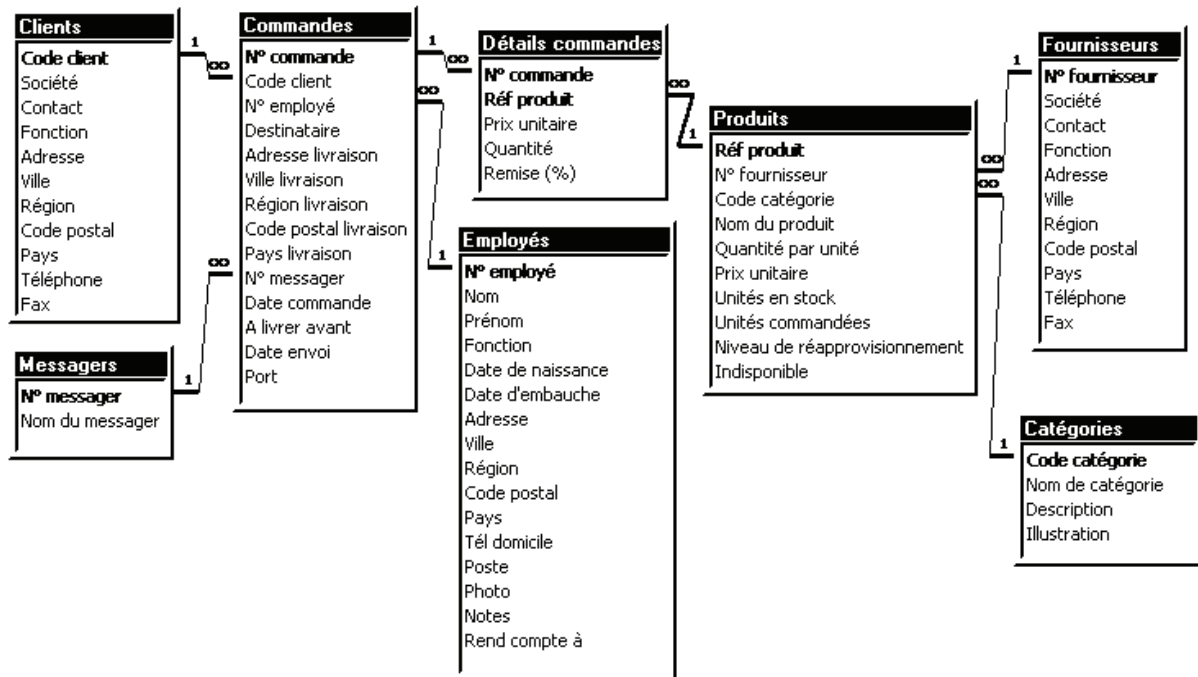 Clients
Code client
Société
Contact
Fonction
Adresse
Ville
Région
Code postal
Pays
Téléphone
Fax
1
∞
Messagers
N° messager
Nom du messager
1
∞
Commandes
N° commande
Code client
N° employé
Destinataire
Adresse livraison
Ville livraison
Région livraison
Code postal livraison
Pays livraison
N° messager
Date commande
A livrer avant
Date envoi
Port
1
∞
∞
1
Détails commandes
N° commande
Réf produit
Prix unitaire
Quantité
Remise (%)
∞
1
Employés
N° employé
Nom
Prénom
Fonction
Date de naissance
Date d'embauche
Adresse
Ville
Région
Code postal
Pays
Tél domicile
Poste
Photo
Notes
Rend compte à
Produits
Réf produit
N° fournisseur
Code catégorie
Nom du produit
Quantité par unité
Prix unitaire
Unités en stock
Unités commandées
Niveau de réapprovisionnement
Indisponible
∞
1
∞
1
Fournisseurs
N° fournisseur
Société
Contact
Fonction
Adresse
Ville
Région
Code postal
Pays
Téléphone
Fax
Catégories
Code catégorie
Nom de catégorie
Description
Illustration